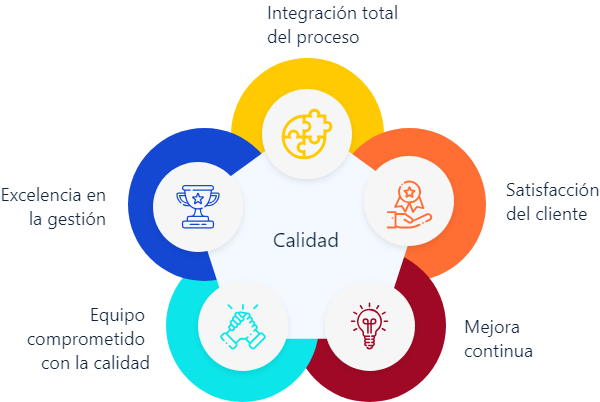 Integración total
del proceso
Excelencia en
la gestión
Satisfacción
del cliente
Calidad
Equipo
comprometido
con la calidad
Mejora
continua